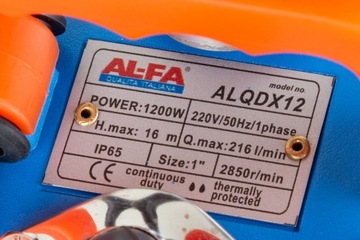 AL-FA
QUALITA ITALIANA
model no.
ALQDX12
POWER: 1200W 220V/50Hz/1phase
H.max: 16 m Q.max: 216 l/min
IP65 Size: 1" 2850r/min
CE continuous duty thermally protected